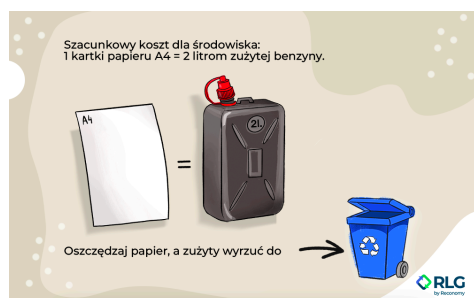 Szacunkowy koszt dla środowiska:
1 kartki papieru A4 = 2 litrom zużytej benzyny.
A4
=
2l.
Oszczędzaj papier, a zużyty wyrzuć do
RLG
by Reconomy